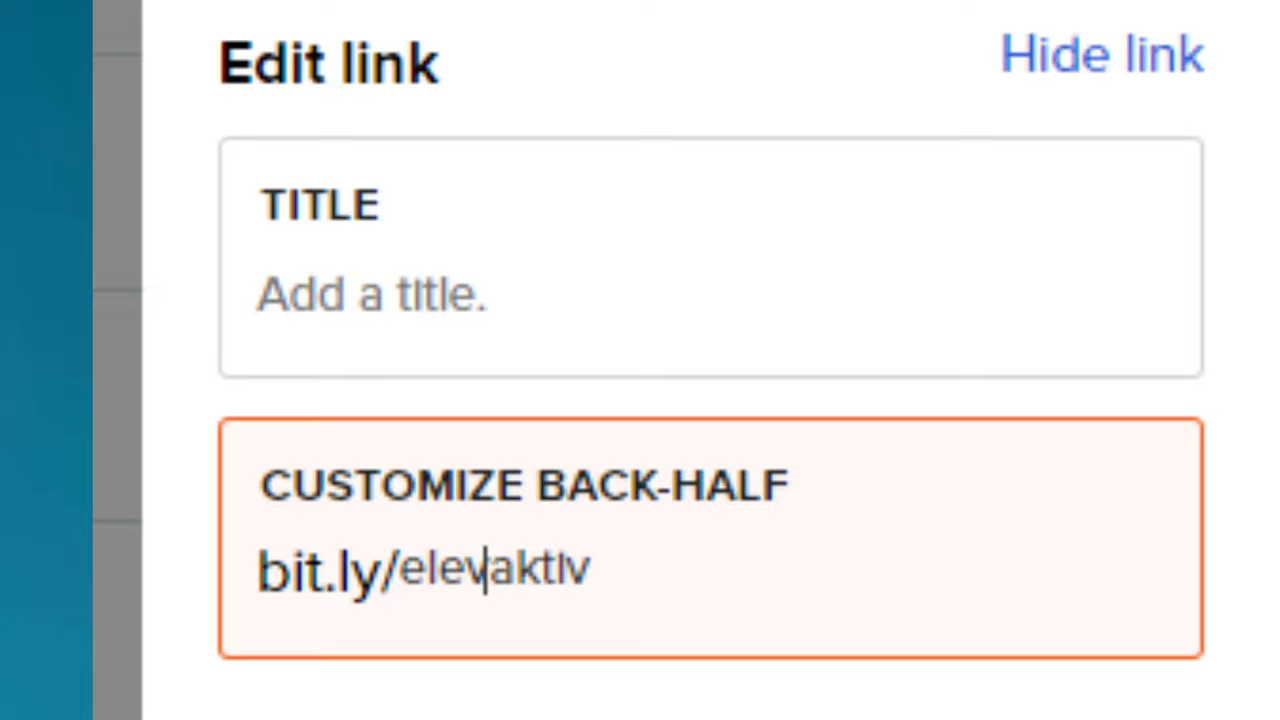 Edit link
Hide link
TITLE
Add a title.
CUSTOMIZE BACK-HALF
bit.ly/elevaktiv